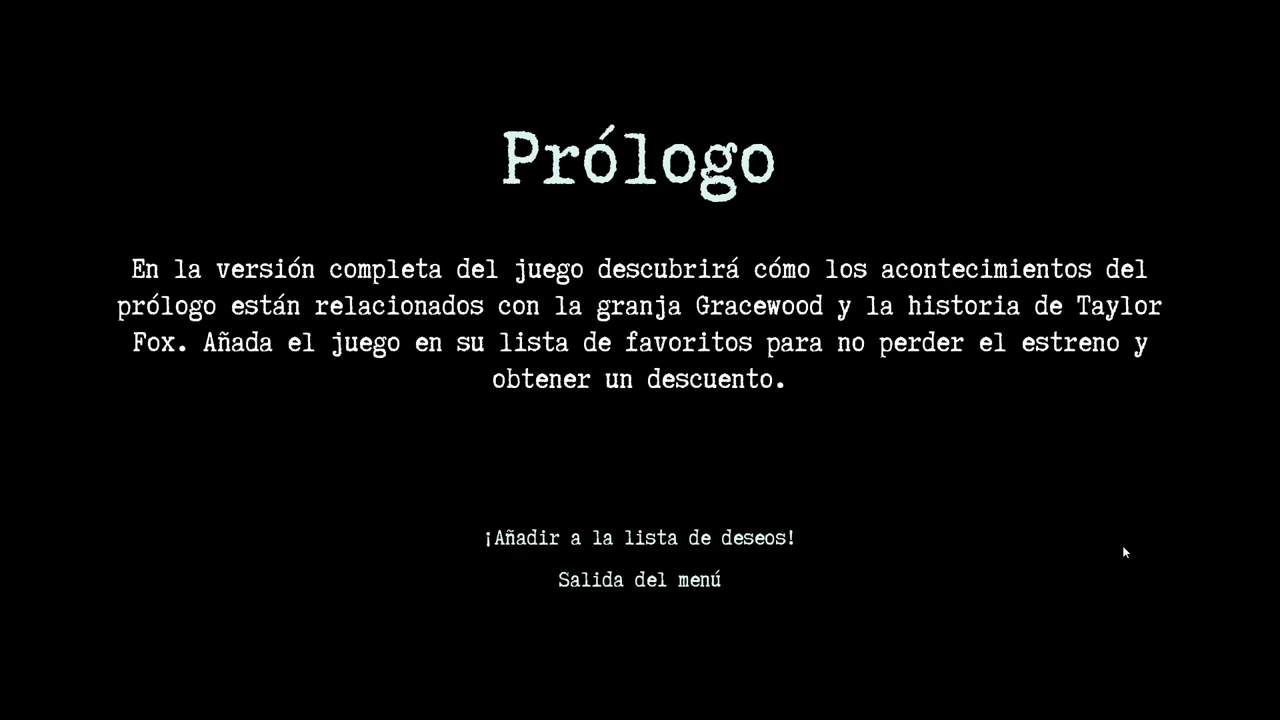 Prólogo
En la versión completa del juego descubrirá cómo los acontecimientos del
prólogo están relacionados con la granja Gracewood y la historia de Taylor
Fox. Añada el juego en su lista de favoritos para no perder el estreno y
obtener un descuento.
¡Añadir a la lista de deseos!
Salida del menú